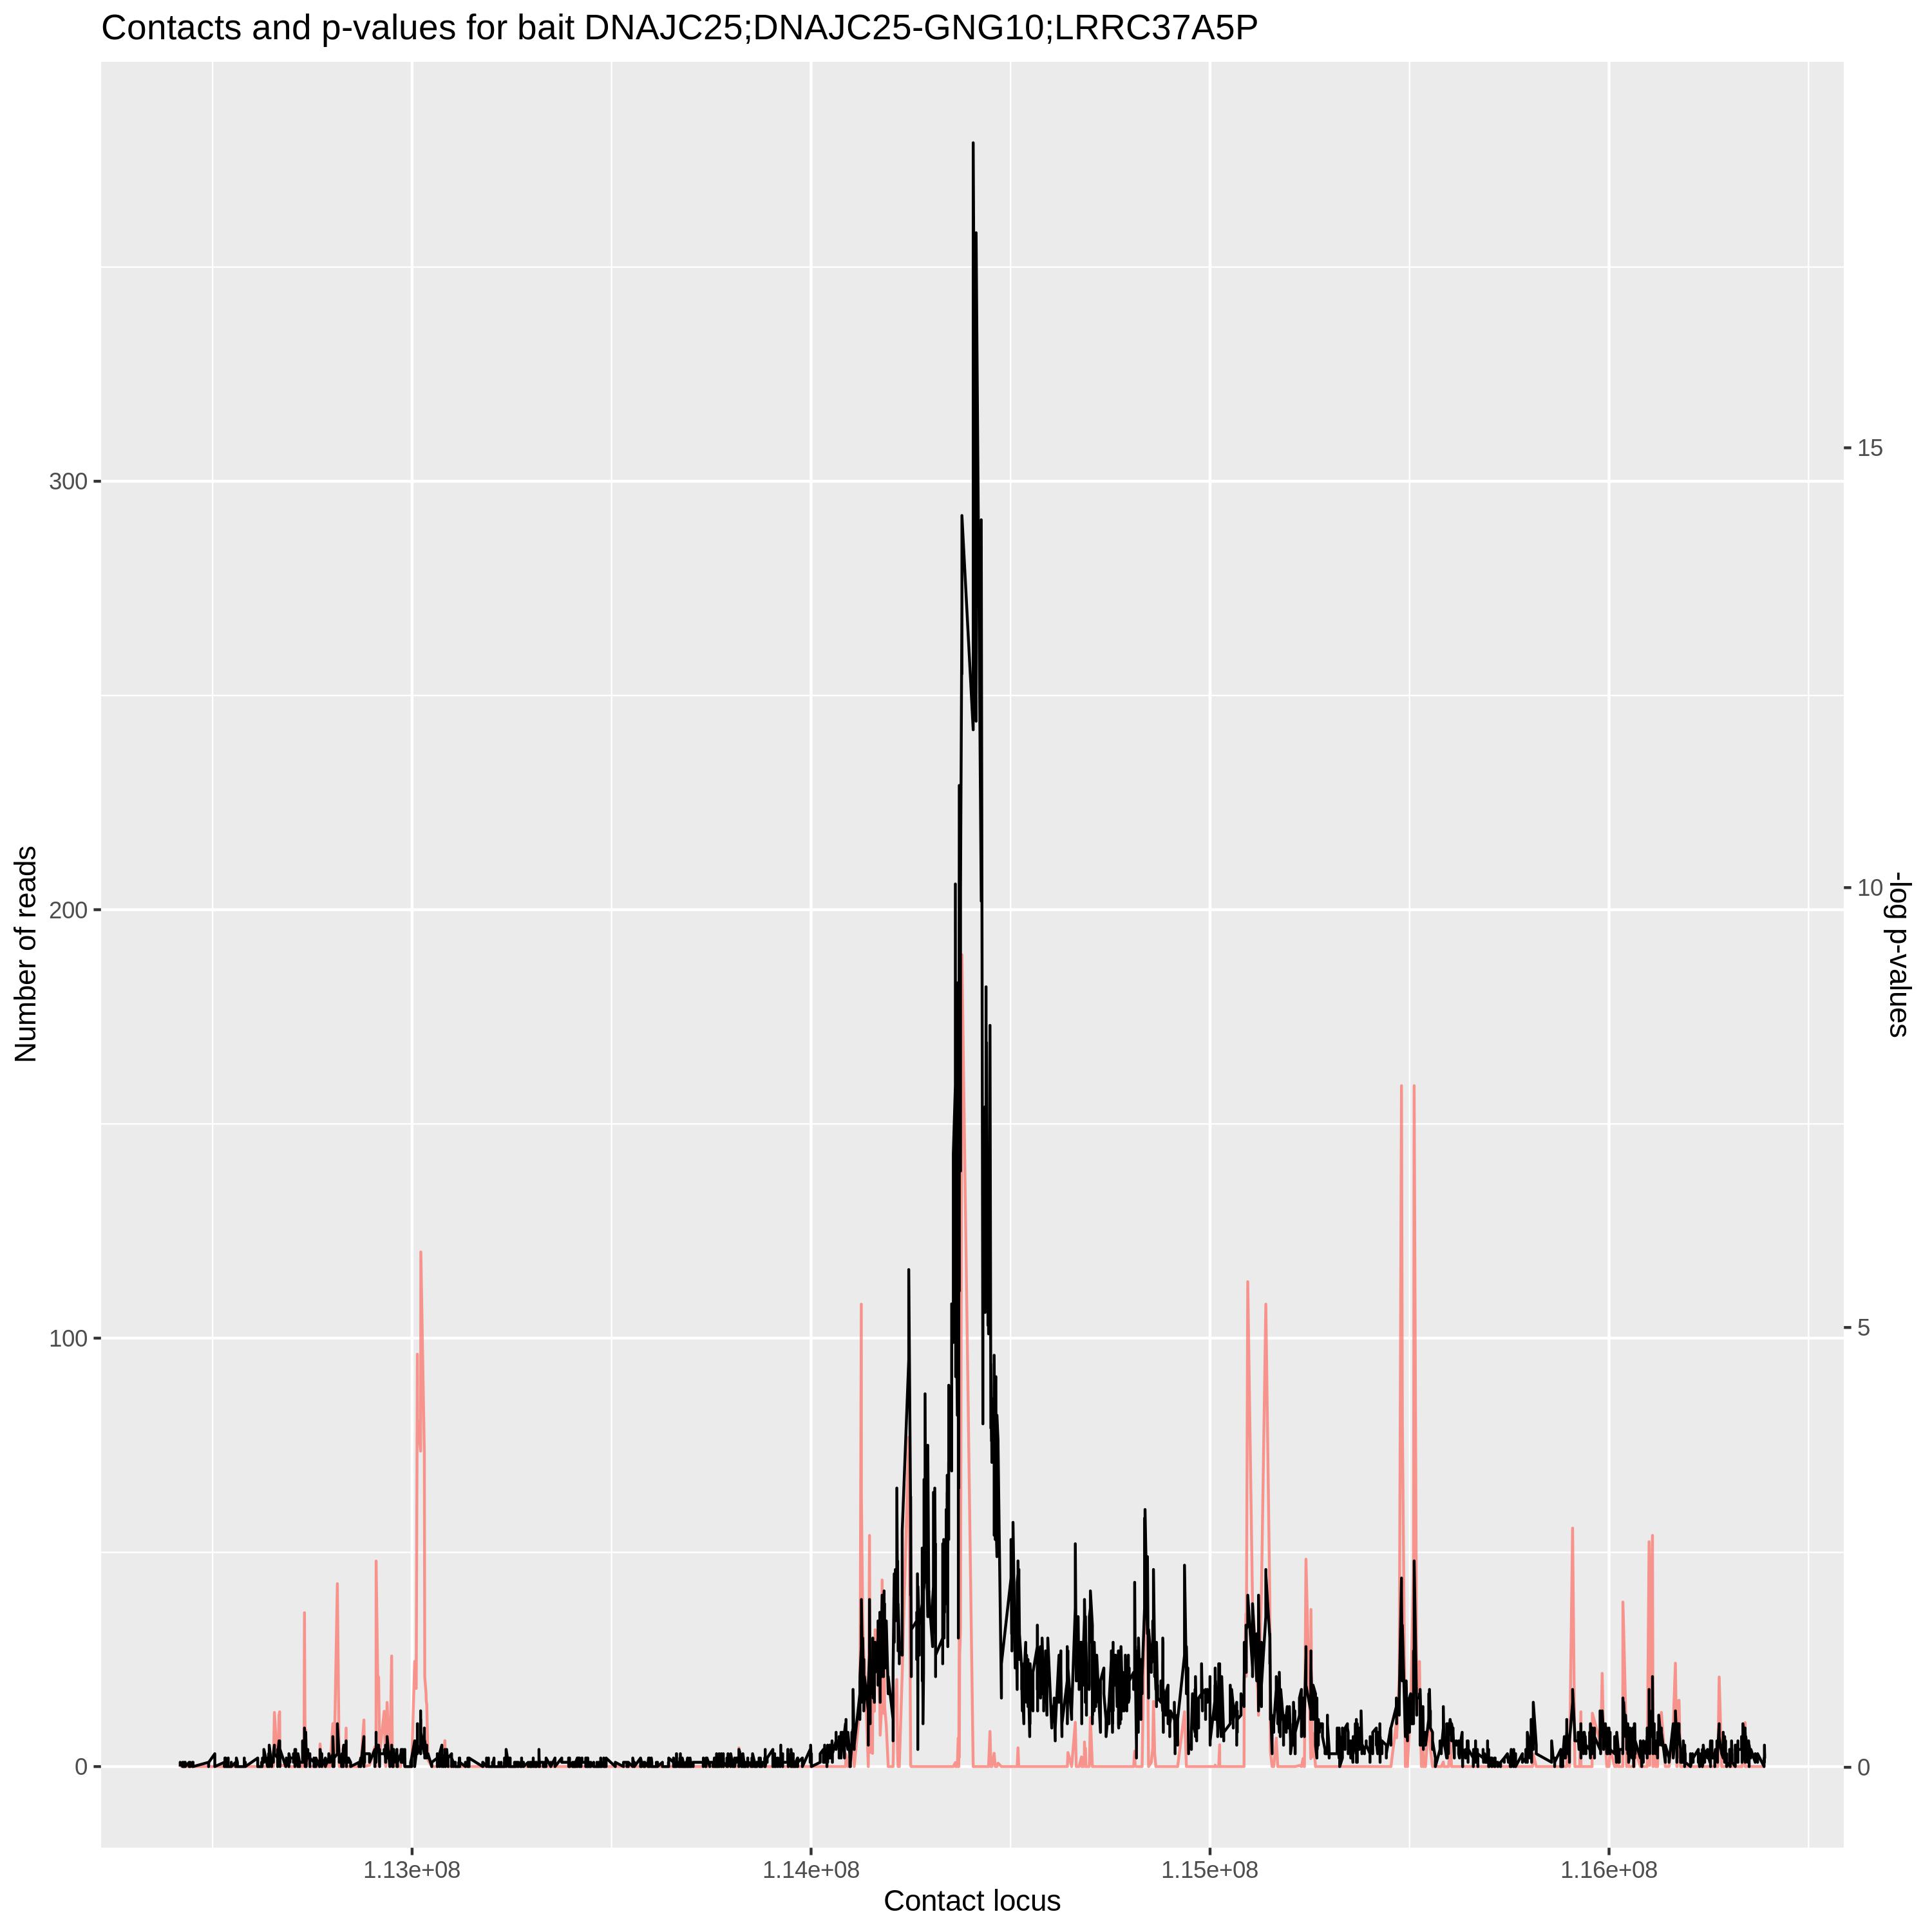 Contacts and p-values for bait DNAJC25;DNAJC25-GNG10;LRRC37A5P
Number of reads
300
200
100
0
15
10
5
0
-log p-values
1.13e+08 1.14e+08 1.15e+08 1.16e+08
Contact locus